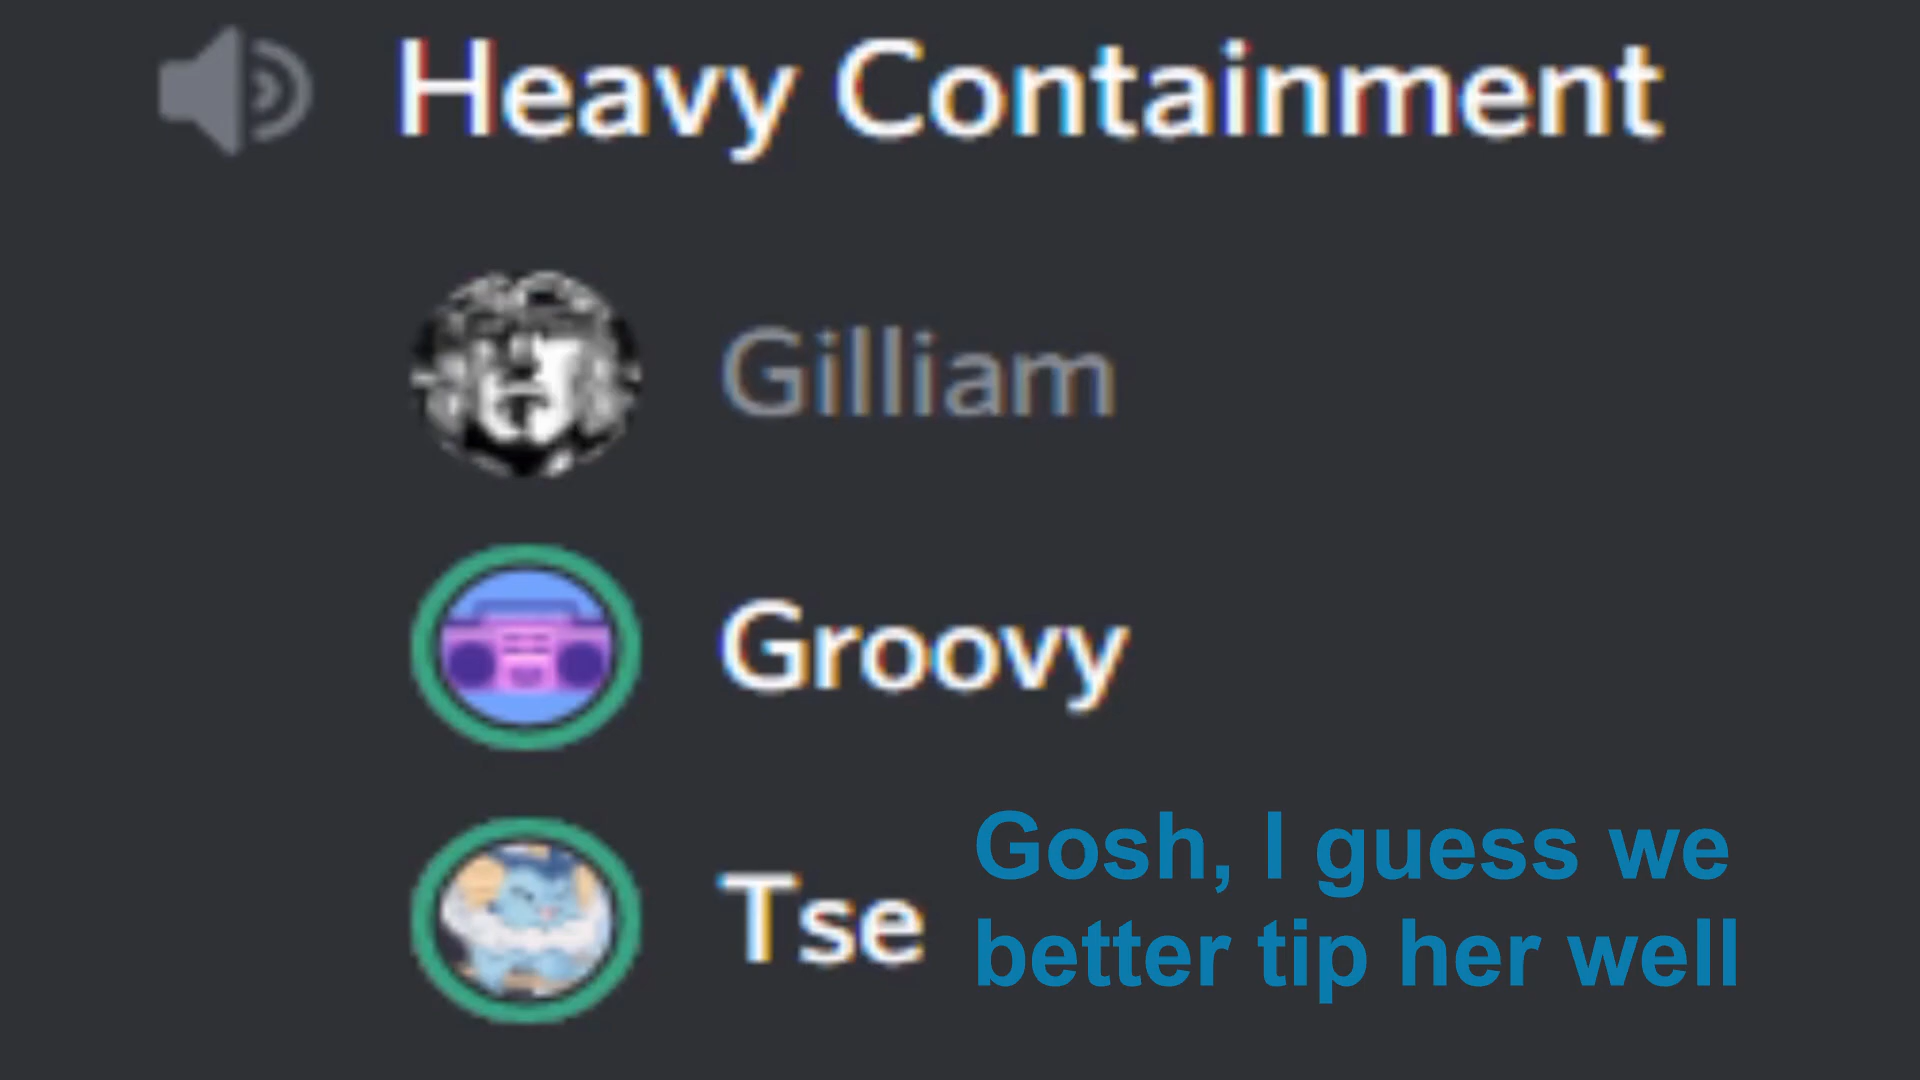 Heavy Containment
Gilliam
Groovy
Tse
Gosh, I guess we
better tip her well